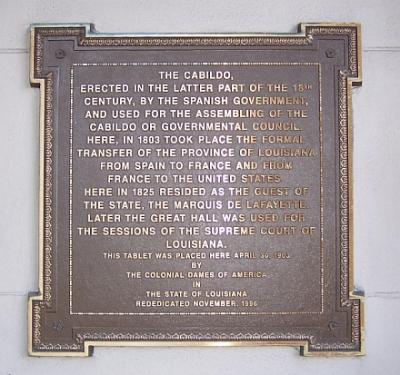 THE CABILDO,
ERECTED IN THE LATTER PART OF THE 18TH
CENTURY, BY THE SPANISH GOVERNMENT,
AND USED FOR THE ASSEMBLING OF THE
CABILDO OR GOVERNMENTAL COUNCIL.
HERE, IN 1803 TOOK PLACE THE FORMAL
TRANSFER OF THE PROVINCE OF LOUISIANA
FROM SPAIN TO FRANCE AND FROM
FRANCE TO THE UNITED STATES
HERE IN 1825 RESIDED AS THE GUEST OF
THE STATE, THE MARQUIS DE LAFAYETTE.
LATER THE GREAT HALL WAS USED FOR
THE SESSIONS OF THE SUPREME COURT OF
LOUISIANA.
THIS TABLET WAS PLACED HERE APRIL 30, 1903
BY
THE COLONIAL DAMES OF AMERICA
IN
THE STATE OF LOUISIANA
REDEDICATED NOVEMBER, 1996